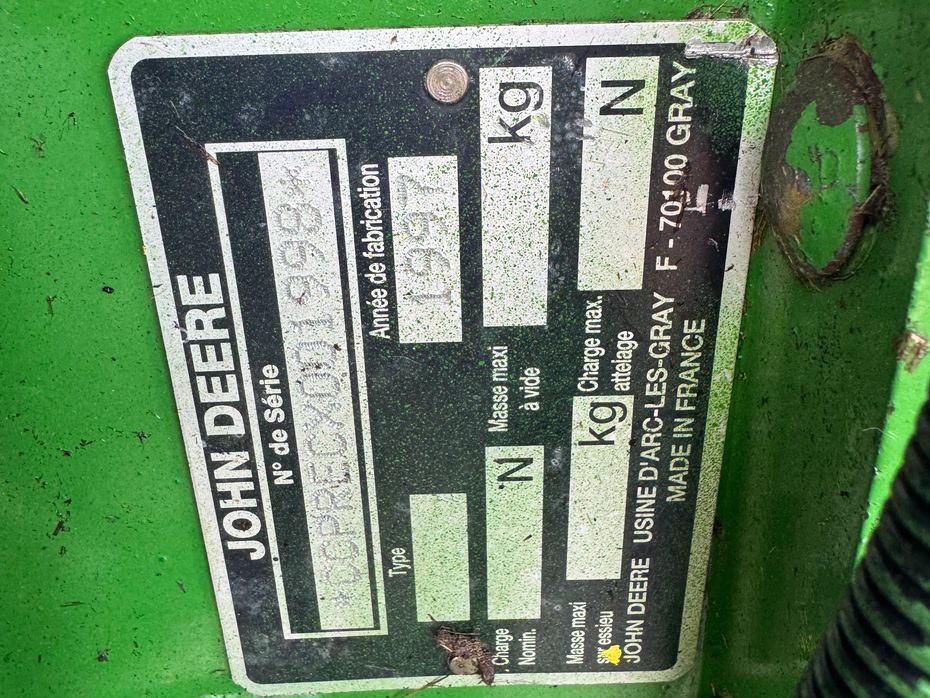 JOHN DEERE
N° de Série
*CCPRECX001998*
Type
Année de fabrication
1997
Charge Nomin.
N
Masse maxi à vide
kg
Masse maxi sur essieu
kg
Charge max. attelage
N
JOHN DEERE USINE D'ARC-LES-GRAY F - 70100 GRAY
MADE IN FRANCE